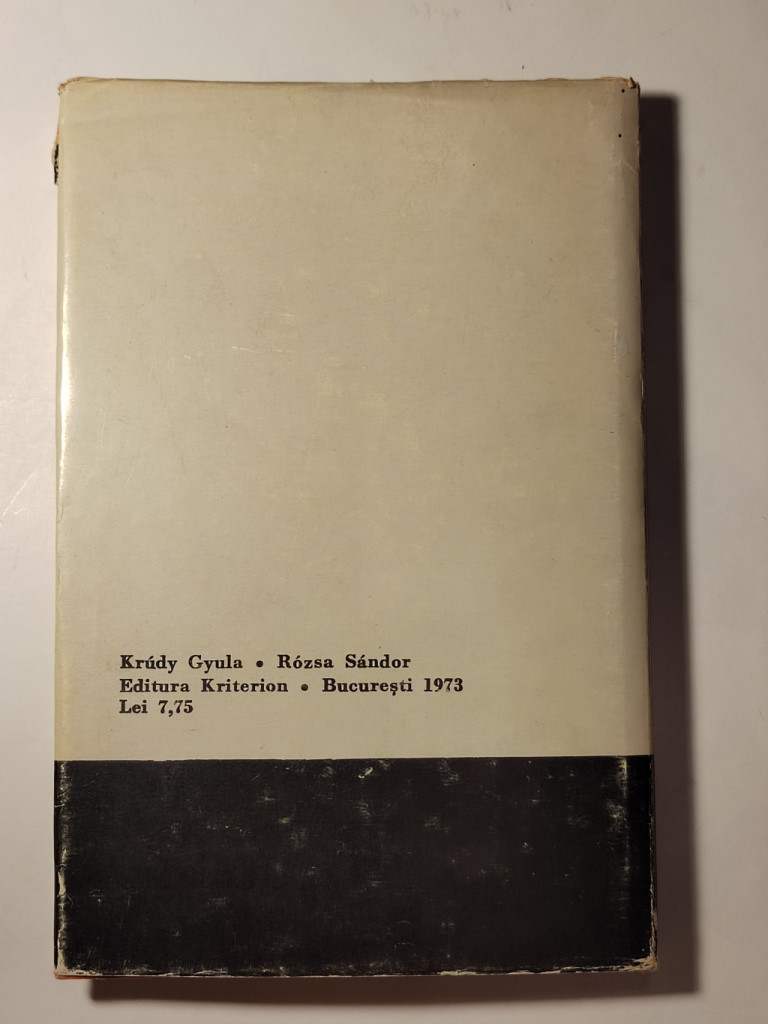 Krúdy Gyula • Rózsa Sándor
Editura Kriterion • București 1973
Lei 7,75